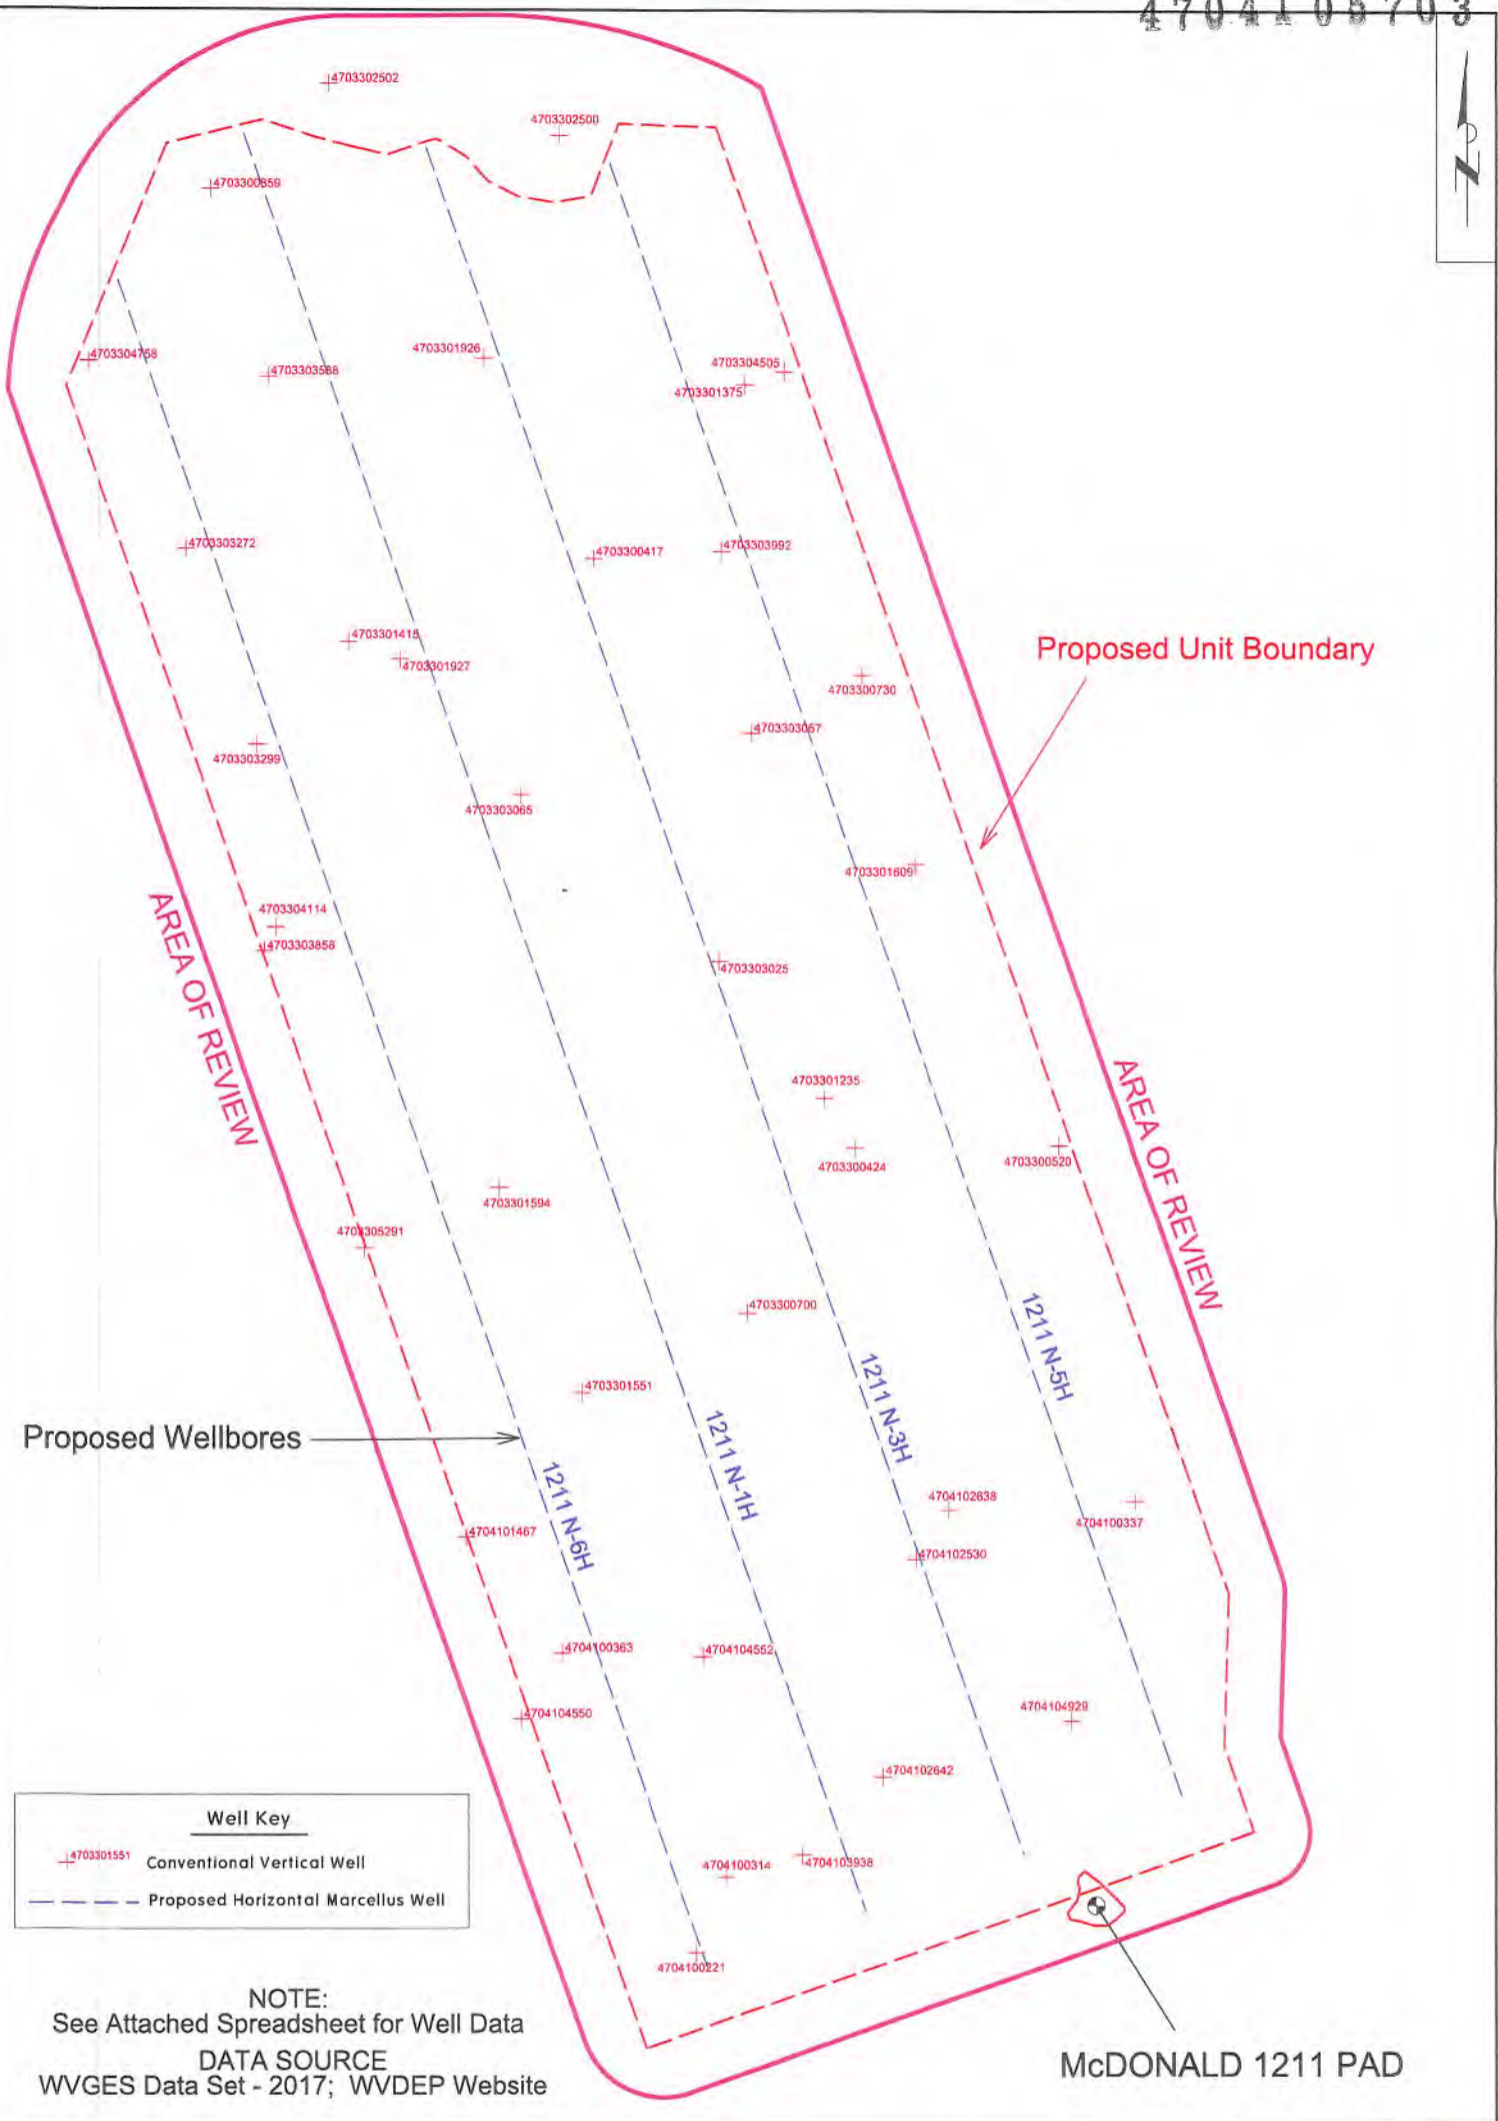 4704105703
N
4703302502
4703302500
4703300859
4703304758
4703303588
4703301926
4703304505
4703301375
4703303272
4703300417
4703303992
4703301415
4703301927
Proposed Unit Boundary
4703300730
4703303067
4703303299
4703303065
4703301609
4703304114
4703303858
AREA OF REVIEW
4703303025
4703301235
4703300424
4703300520
AREA OF REVIEW
4703301594
4703305291
4703300700
1211 N-5H
1211 N-3H
4703301551
1211 N-1H
Proposed Wellbores
1211 N-6H
4704102638
4704100337
4704101467
4704102530
4704100363
4704104552
4704104550
4704104929
4704102642
4704100314
4704103938
4704100221
Well Key
4703301551 Conventional Vertical Well
Proposed Horizontal Marcellus Well
NOTE:
See Attached Spreadsheet for Well Data
DATA SOURCE
WVGES Data Set - 2017; WVDEP Website
McDONALD 1211 PAD